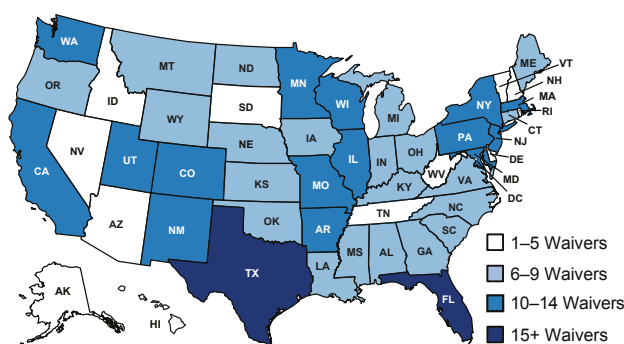 WA
MT
ND
MN
ME
VT
NH
MA
RI
CT
NJ
DE
MD
DC
OR
ID
SD
WI
NY
MI
WY
IA
PA
NE
NV
UT
CO
IL
IN
OH
WV
VA
CA
KS
MO
KY
NC
AZ
NM
OK
AR
TN
SC
TX
LA
MS
AL
GA
FL
AK
HI
1–5 Waivers
6–9 Waivers
10–14 Waivers
15+ Waivers